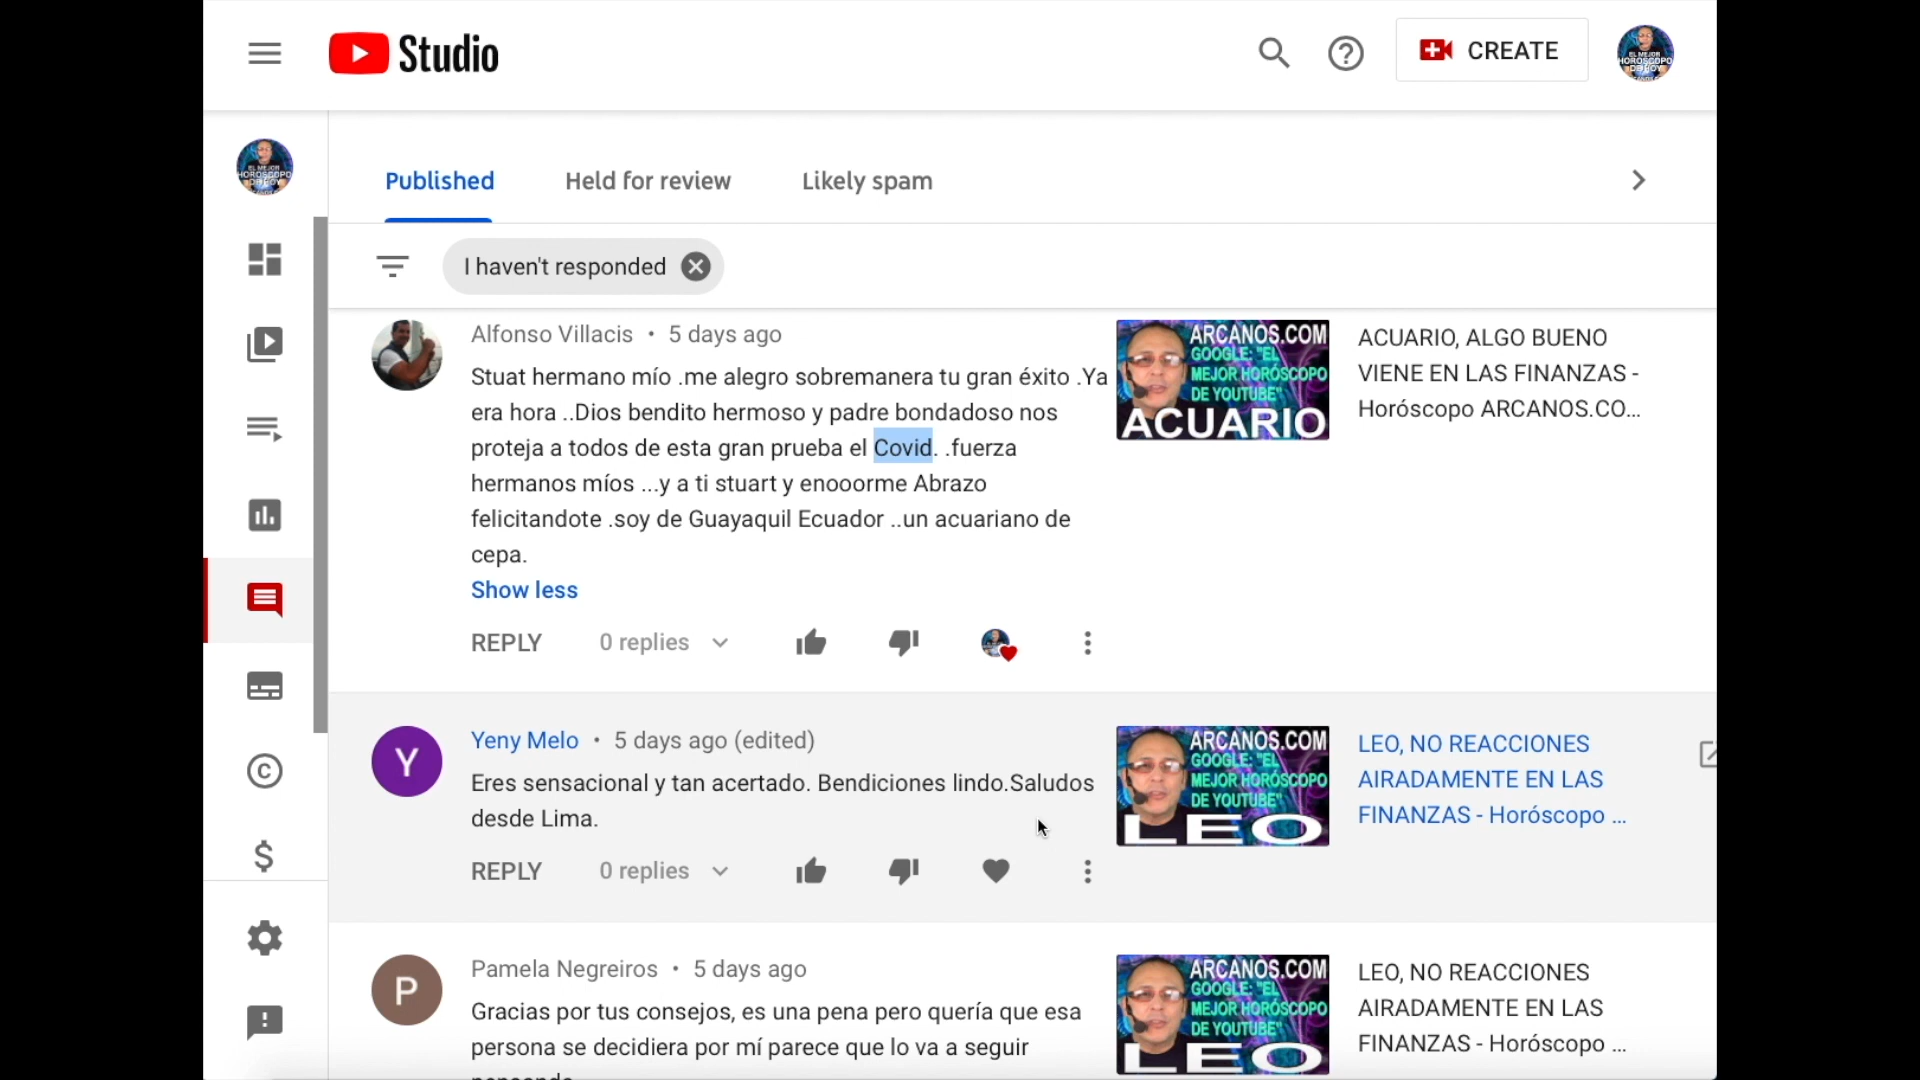 Studio
CREATE
Published
Held for review
Likely spam
I haven't responded
Alfonso Villacis • 5 days ago
Stuat hermano mío .me alegro sobremanera tu gran éxito .Ya
era hora ..Dios bendito hermoso y padre bondadoso nos
proteja a todos de esta gran prueba el Covid. .fuerza
hermanos míos ...y a ti stuart y enooorme Abrazo
felicitandote .soy de Guayaquil Ecuador ..un acuariano de
cepa.
Show less
REPLY
0 replies
ARCANOS.COM
GOOGLE: "EL
MEJOR HORÓSCOPO
DE YOUTUBE"
ACUARIO
ACUARIO, ALGO BUENO
VIENE EN LAS FINANZAS -
Horóscopo ARCANOS.CO...
Y
Yeny Melo • 5 days ago (edited)
Eres sensacional y tan acertado. Bendiciones lindo.Saludos
desde Lima.
REPLY
0 replies
ARCANOS.COM
GOOGLE: "EL
MEJOR HORÓSCOPO
DE YOUTUBE"
LEO
LEO, NO REACCIONES
AIRADAMENTE EN LAS
FINANZAS - Horóscopo ...
P
Pamela Negreiros • 5 days ago
Gracias por tus consejos, es una pena pero quería que esa
persona se decidiera por mí parece que lo va a seguir
ARCANOS.COM
GOOGLE: "EL
MEJOR HORÓSCOPO
DE YOUTUBE"
LEO
LEO, NO REACCIONES
AIRADAMENTE EN LAS
FINANZAS - Horóscopo ...